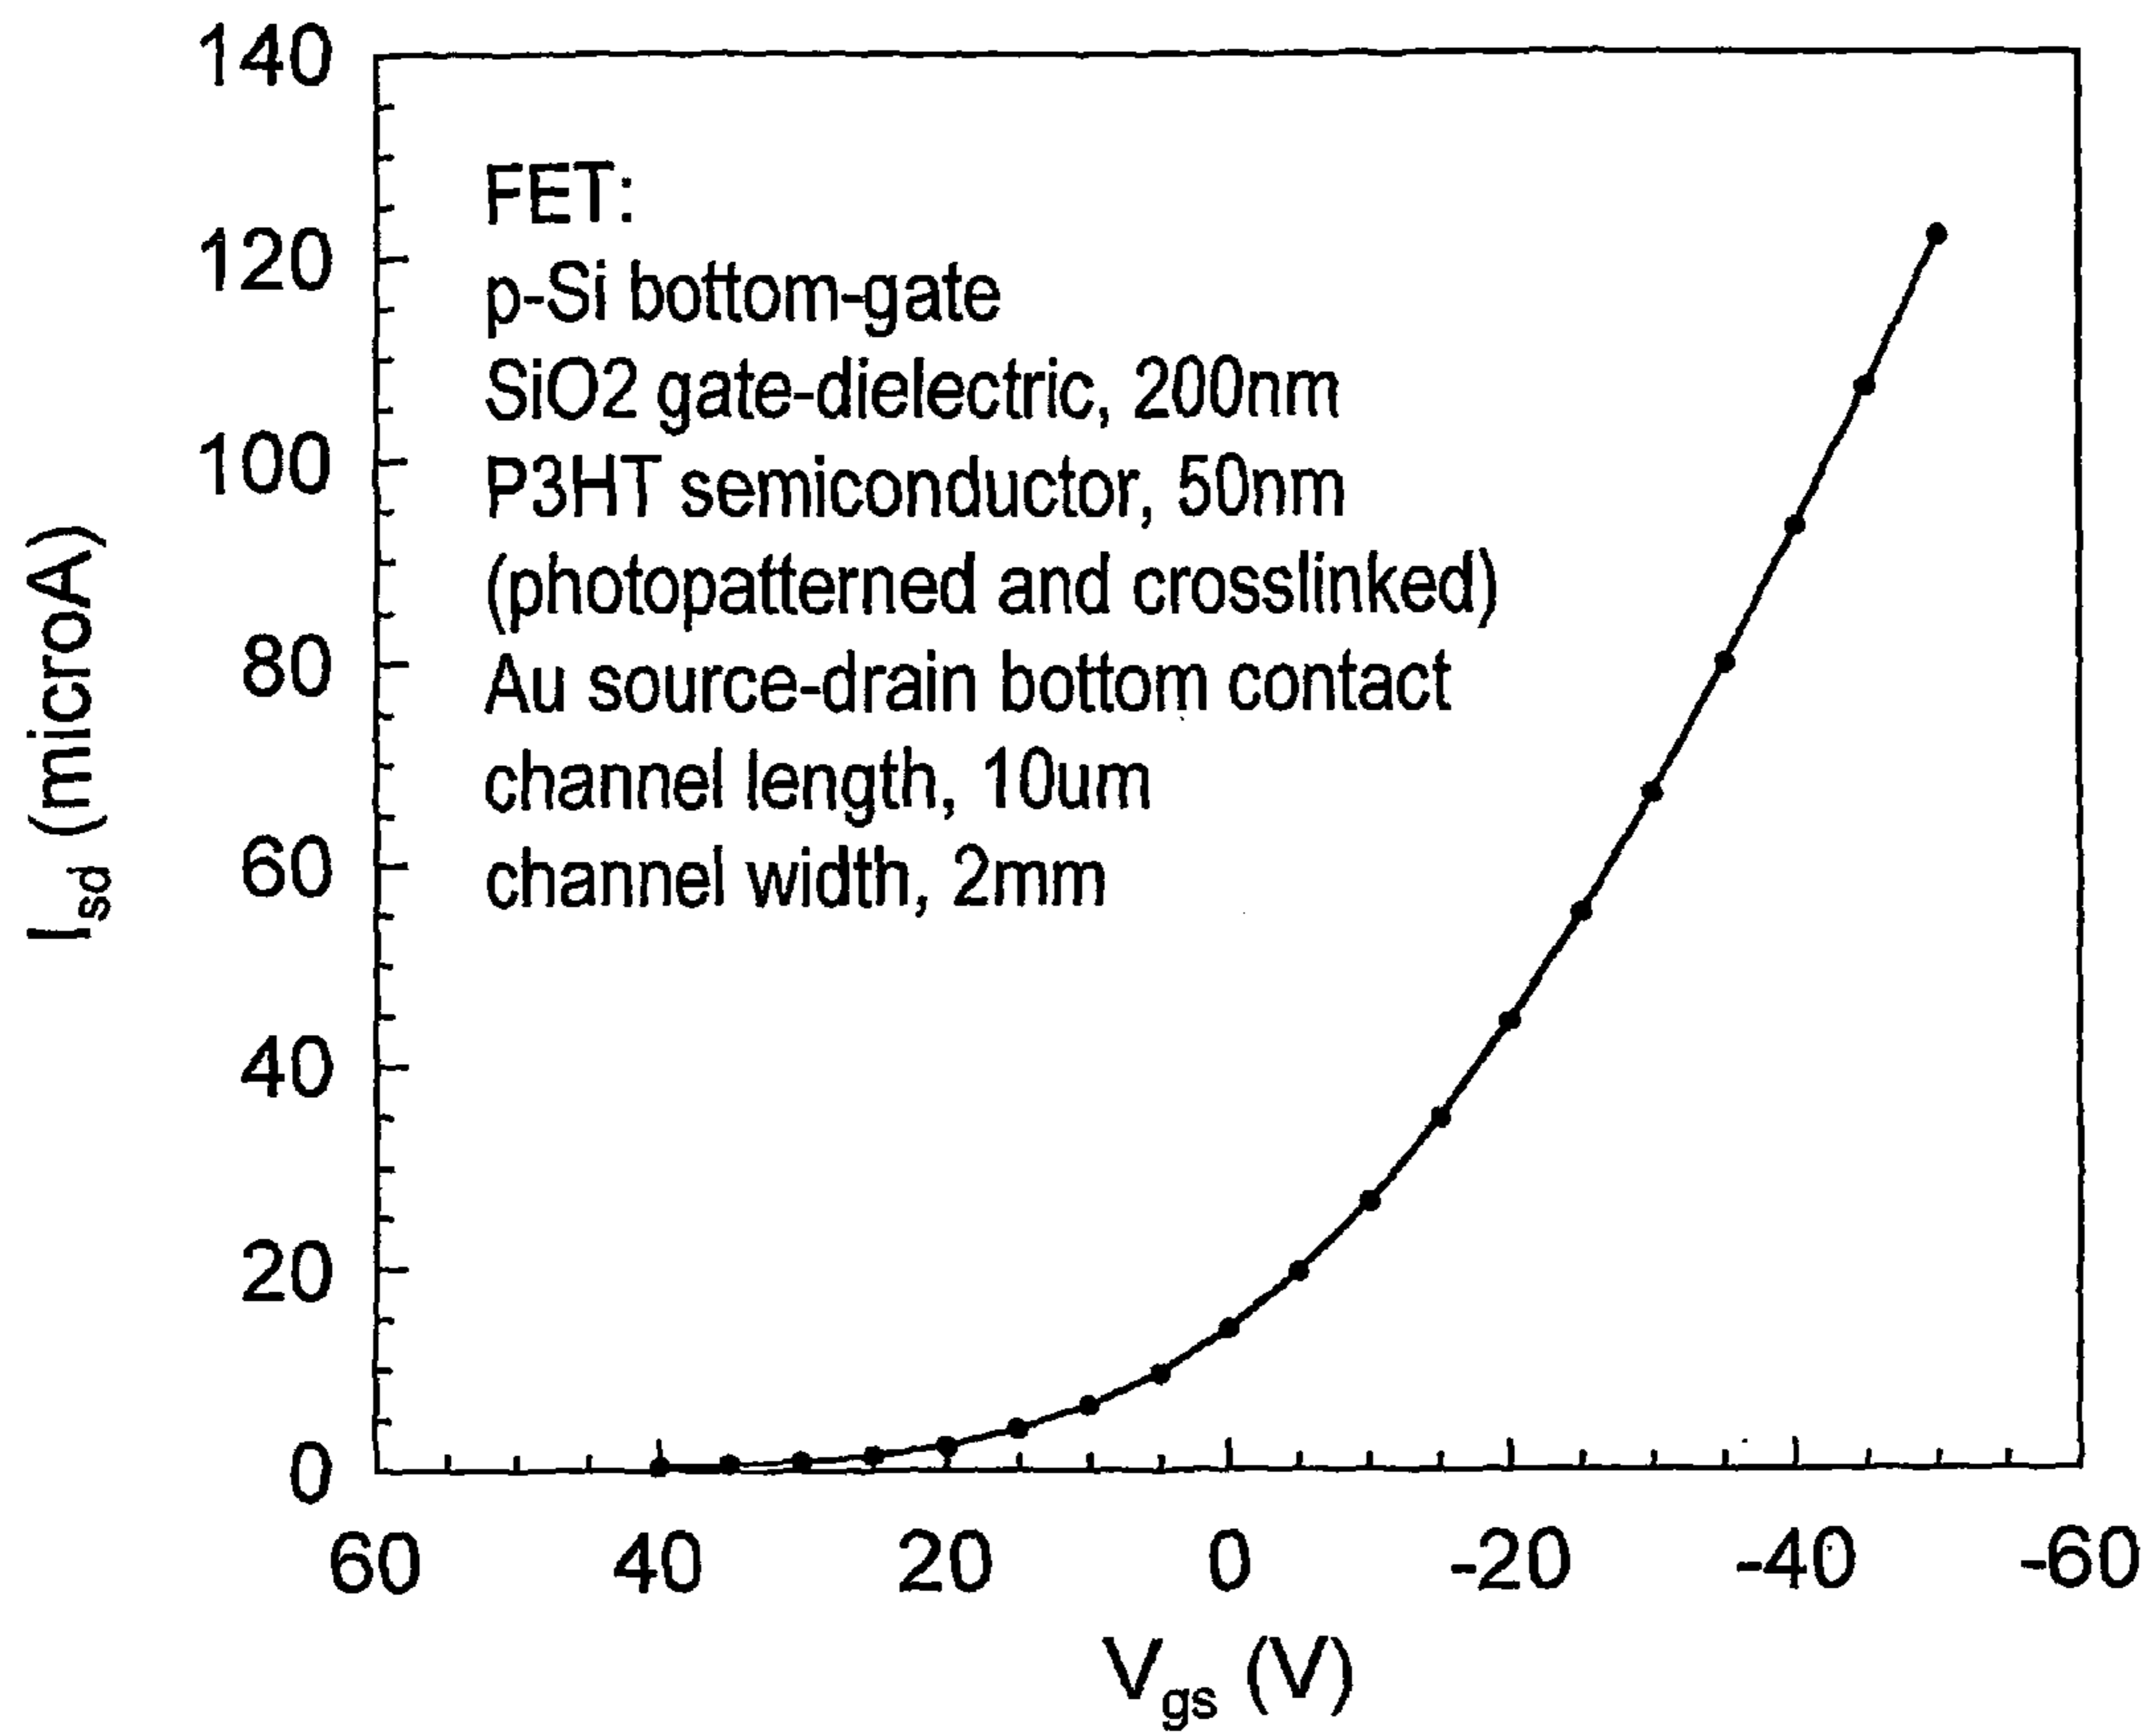 140
120
100
80
60
40
20
0
I_sd (microA)
FET:
p-Si bottom-gate
SiO2 gate-dielectric, 200nm
P3HT semiconductor, 50nm
(photopatterned and crosslinked)
Au source-drain bottom contact
channel length, 10um
channel width, 2mm
60 40 20 0 -20 -40 -60
V_gs (V)